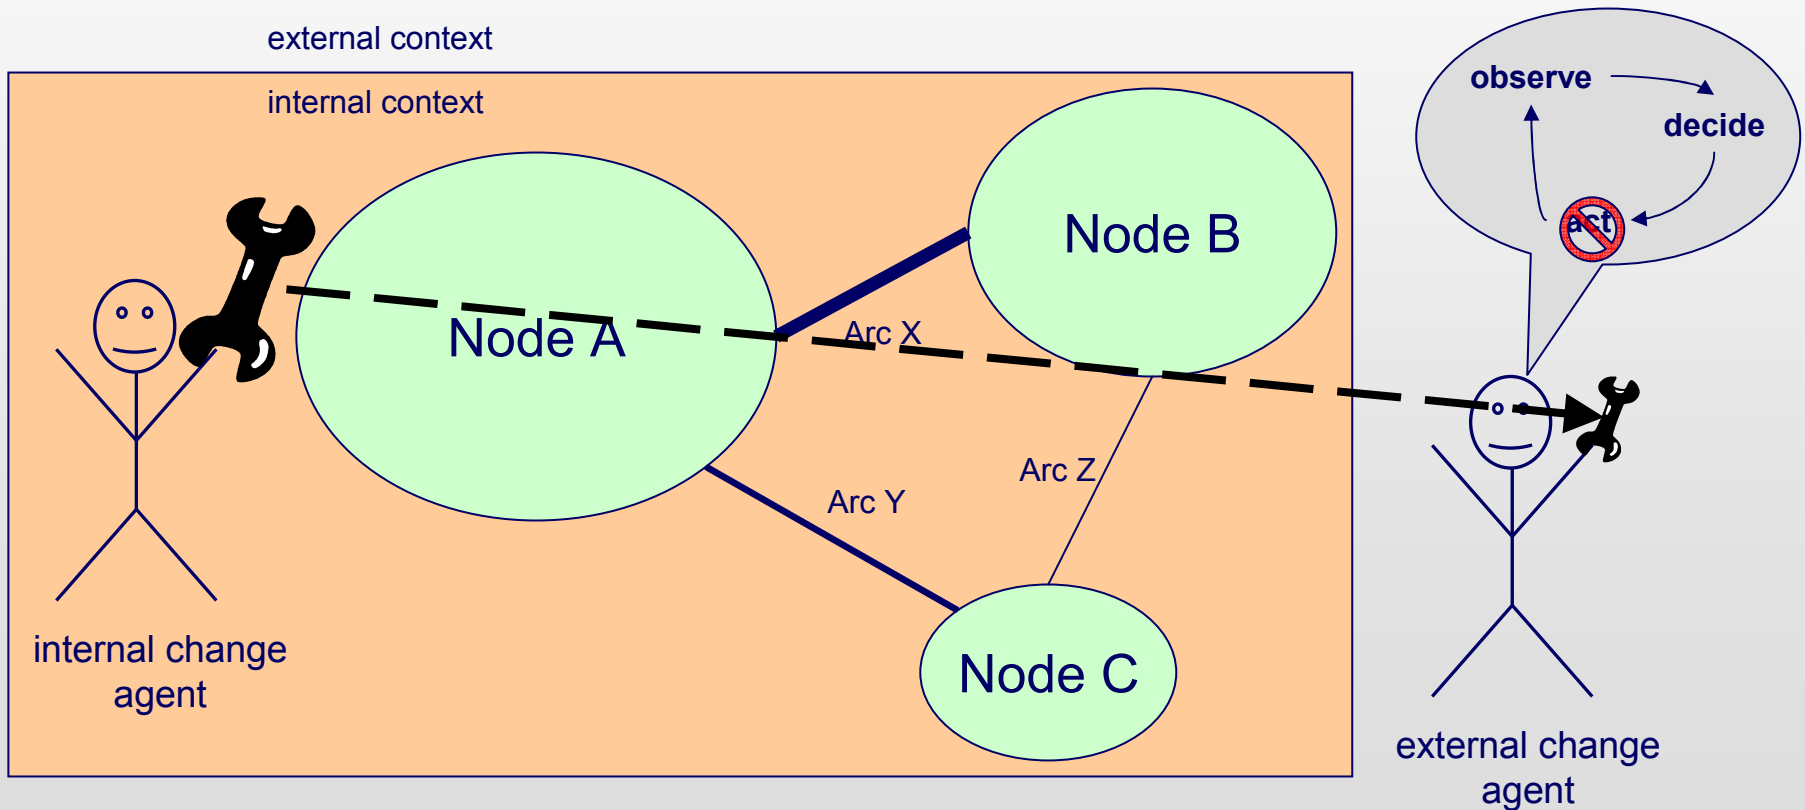 external context
internal context
observe
decide
act
Node B
Node A
Arc X
Arc Z
Arc Y
internal change
agent
Node C
external change
agent